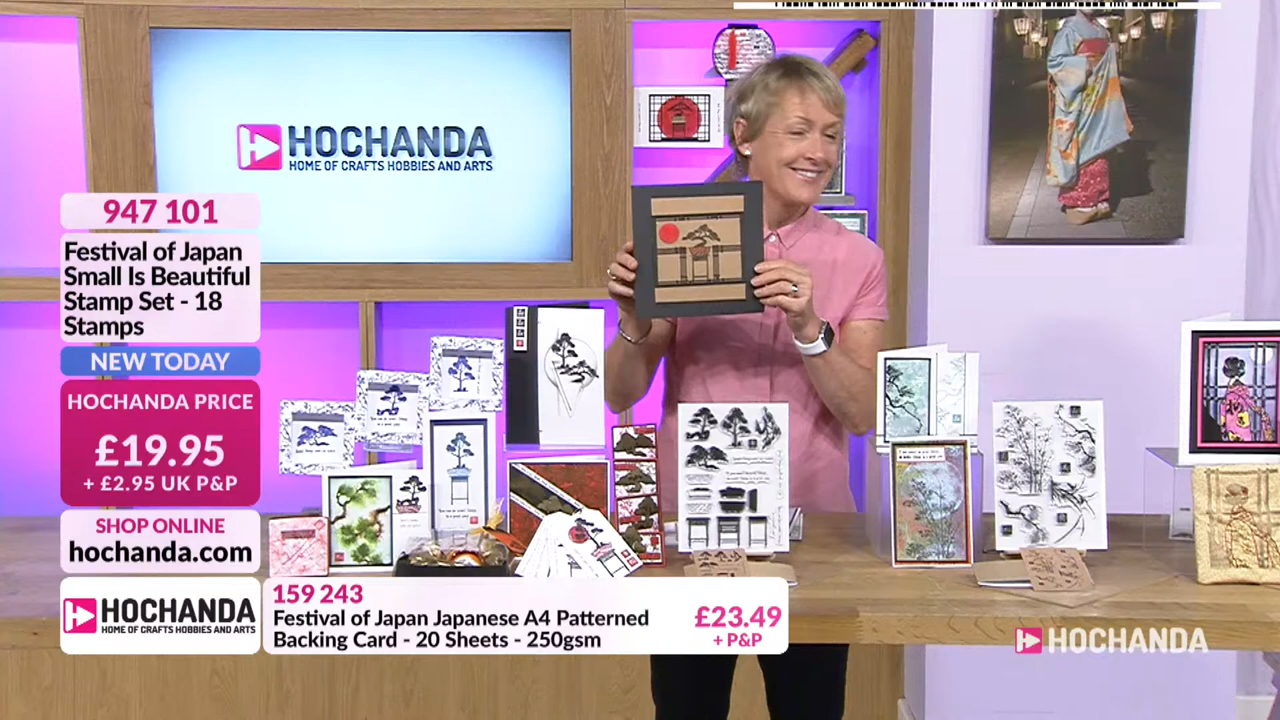 HOCHANDA
HOME OF CRAFTS HOBBIES AND ARTS
947 101
Festival of Japan
Small Is Beautiful
Stamp Set - 18
Stamps
NEW TODAY
HOCHANDA PRICE
£19.95
+ £2.95 UK P&P
SHOP ONLINE
hochanda.com
HOCHANDA
HOME OF CRAFTS HOBBIES AND ARTS
159 243
Festival of Japan Japanese A4 Patterned
Backing Card - 20 Sheets - 250gsm
£23.49
+ P&P
HOCHANDA